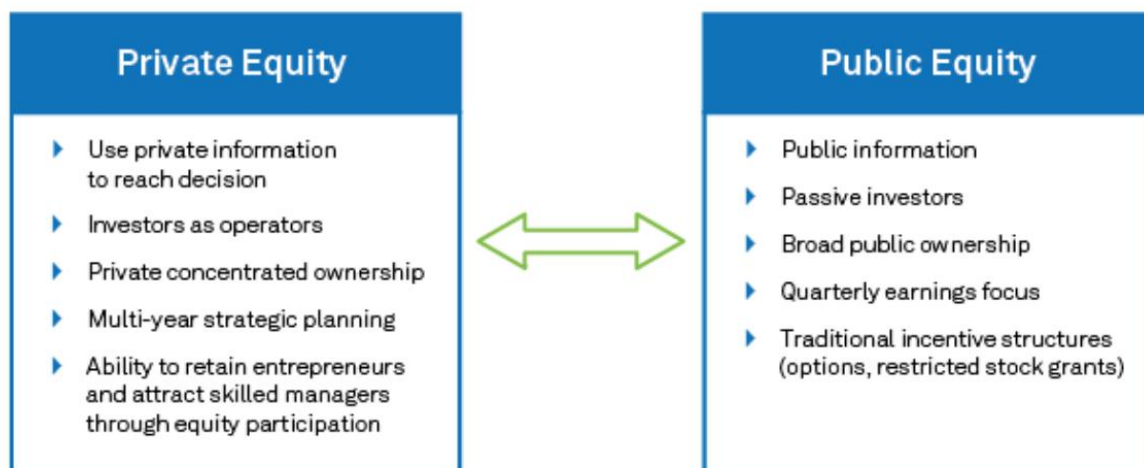 Private Equity
Use private information
to reach decision
Investors as operators
Private concentrated ownership
Multi-year strategic planning
Ability to retain entrepreneurs
and attract skilled managers
through equity participation
Public Equity
Public information
Passive investors
Broad public ownership
Quarterly earnings focus
Traditional incentive structures
(options, restricted stock grants)